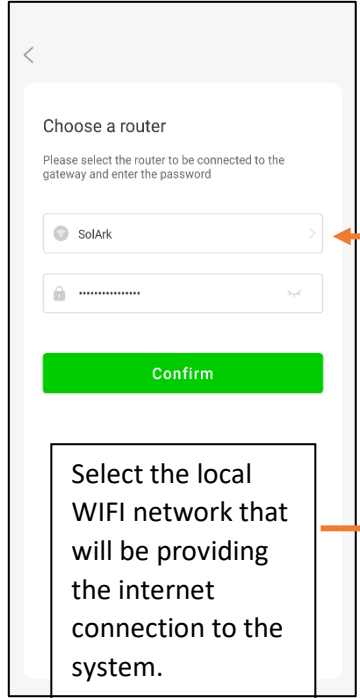 Choose a router
Please select the router to be connected to the
gateway and enter the password
SolArk
················
Confirm
Select the local
WIFI network that
will be providing
the internet
connection to the
system.